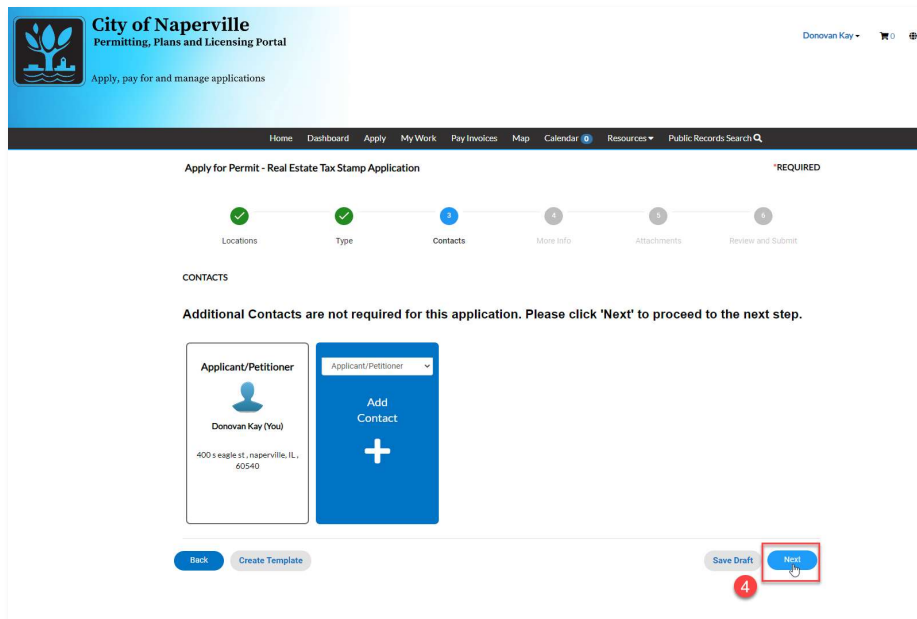 City of Naperville
Permitting, Plans and Licensing Portal
Apply, pay for and manage applications
Donovan Kay
0
Home Dashboard Apply My Work Pay Invoices Map Calendar 0 Resources Public Records Search
Apply for Permit - Real Estate Tax Stamp Application
*REQUIRED
3 4 5 6
Locations Type Contacts More Info Attachments Review and Submit
CONTACTS
Additional Contacts are not required for this application. Please click 'Next' to proceed to the next step.
Applicant/Petitioner
Donovan Kay (You)
400 s eagle st , naperville, IL ,
60540
Applicant/Petitioner
Add
Contact
Back Create Template Save Draft Next
4